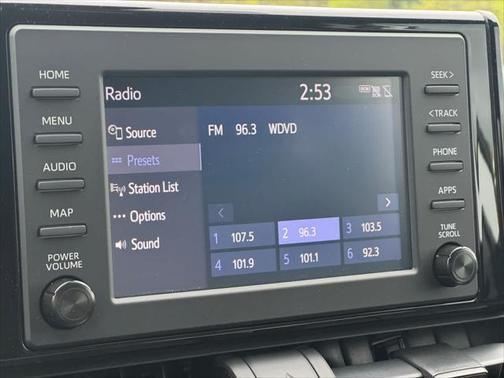 HOME
MENU
AUDIO
MAP
POWER
VOLUME
Radio
2:53
Source
Presets
Station List
Options
Sound
FM 96.3 WDVD
1 107.5
2 96.3
3 103.5
4 101.9
5 101.1
6 92.3
SEEK >
< TRACK
PHONE
APPS
TUNE
SCROLL